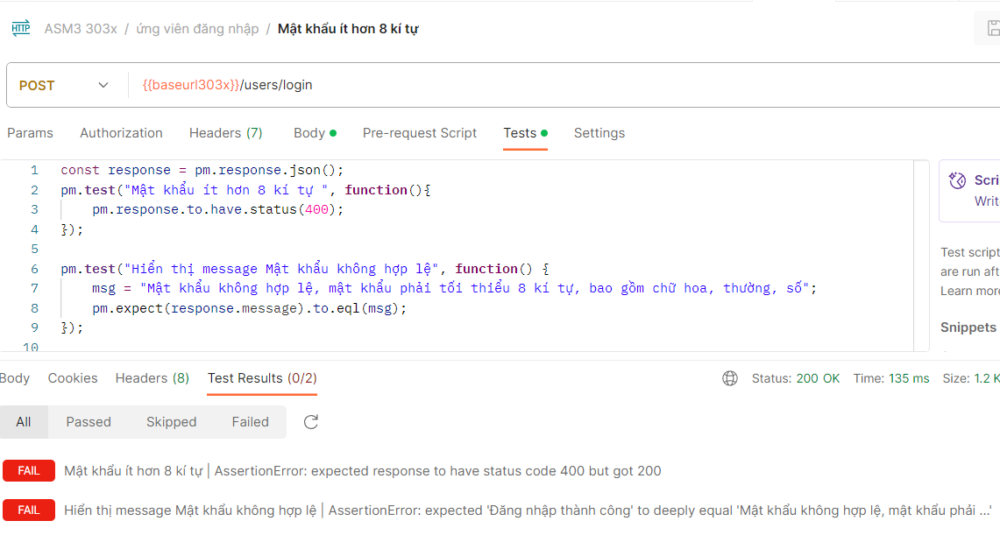 HTTP ASM3 303x / ứng viên đăng nhập / Mật khẩu ít hơn 8 kí tự
POST {{baseurl303x}}/users/login
Params Authorization Headers (7) Body Pre-request Script Tests Settings
1 const response = pm.response.json();
2 pm.test("Mật khẩu ít hơn 8 kí tự ", function(){
3 pm.response.to.have.status(400);
4 });
5
6 pm.test("Hiển thị message Mật khẩu không hợp lệ", function() {
7 msg = "Mật khẩu không hợp lệ, mật khẩu phải tối thiểu 8 kí tự, bao gồm chữ hoa, thường, số";
8 pm.expect(response.message).to.eql(msg);
9 });
10
Scri
Writ
Test script
are run aft
Learn more
Snippets
Body Cookies Headers (8) Test Results (0/2) Status: 200 OK Time: 135 ms Size: 1.2 K
All Passed Skipped Failed
FAIL Mật khẩu ít hơn 8 kí tự | AssertionError: expected response to have status code 400 but got 200
FAIL Hiển thị message Mật khẩu không hợp lệ | AssertionError: expected 'Đăng nhập thành công' to deeply equal 'Mật khẩu không hợp lệ, mật khẩu phải …'